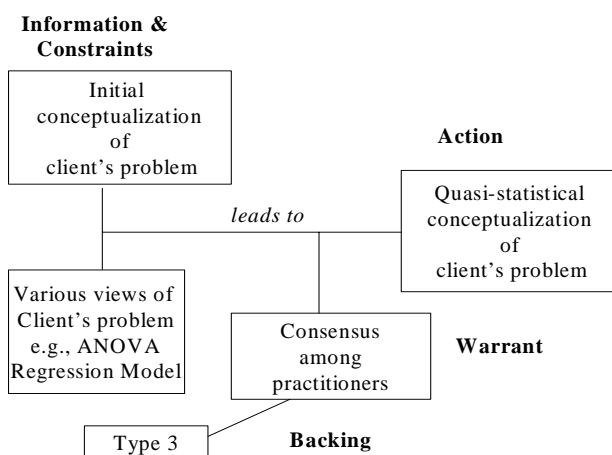 Information &
Constraints
Initial
conceptualization
of
client's problem
Action
Quasi-statistical
conceptualization
of
client's problem
leads to
Various views of
Client's problem
e.g., ANOVA
Regression Model
Consensus
among
practitioners
Warrant
Type 3
Backing